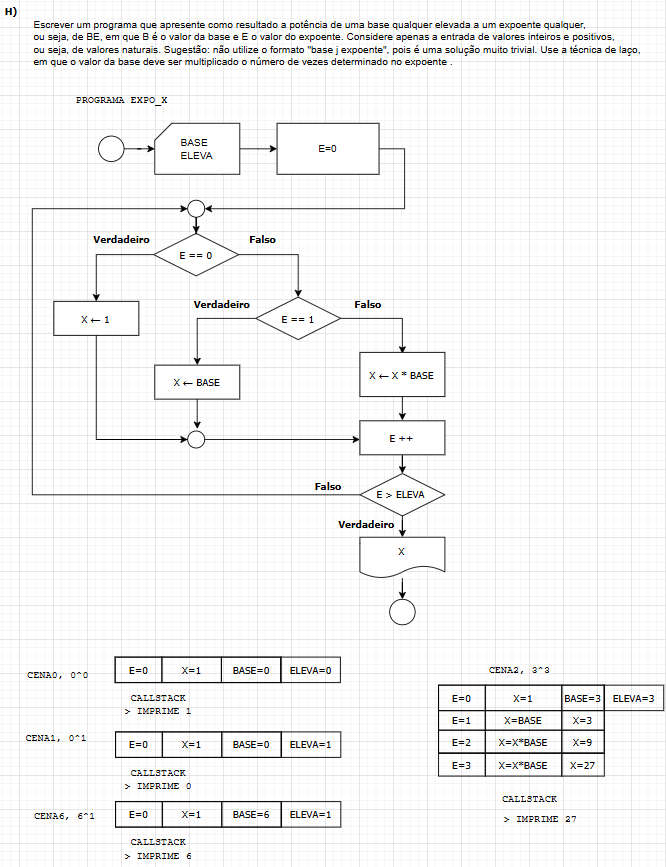 H)
Escrever um programa que apresente como resultado a potência de uma base qualquer elevada a um expoente qualquer,
ou seja, de BE, em que B é o valor da base e E o valor do expoente. Considere apenas a entrada de valores inteiros e positivos,
ou seja, de valores naturais. Sugestão: não utilize o formato "base j expoente", pois é uma solução muito trivial. Use a técnica de laço,
em que o valor da base deve ser multiplicado o número de vezes determinado no expoente .
PROGRAMA EXPO_X
BASE
ELEVA
E=0
Verdadeiro
Falso
E == 0
X ← 1
Verdadeiro
Falso
E == 1
X ← BASE
X ← X * BASE
E ++
Falso
E > ELEVA
Verdadeiro
X
CENA0, 0^0
E=0 X=1 BASE=0 ELEVA=0
CALLSTACK
> IMPRIME 1
CENA1, 0^1
E=0 X=1 BASE=0 ELEVA=1
CALLSTACK
> IMPRIME 0
CENA6, 6^1
E=0 X=1 BASE=6 ELEVA=1
CALLSTACK
> IMPRIME 6
CENA2, 3^3
E=0 X=1 BASE=3 ELEVA=3
E=1 X=BASE X=3
E=2 X=X*BASE X=9
E=3 X=X*BASE X=27
CALLSTACK
> IMPRIME 27